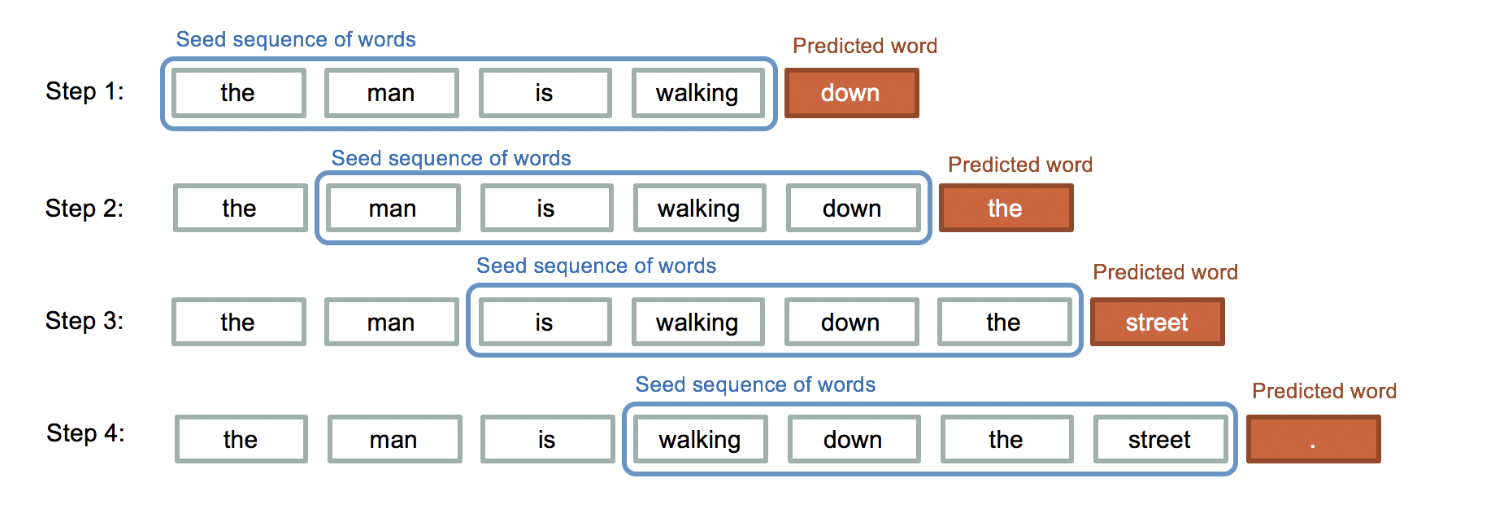 Seed sequence of words
Predicted word
Step 1: the man is walking down
Seed sequence of words
Predicted word
Step 2: the man is walking down the
Seed sequence of words
Predicted word
Step 3: the man is walking down the street
Seed sequence of words
Predicted word
Step 4: the man is walking down the street .